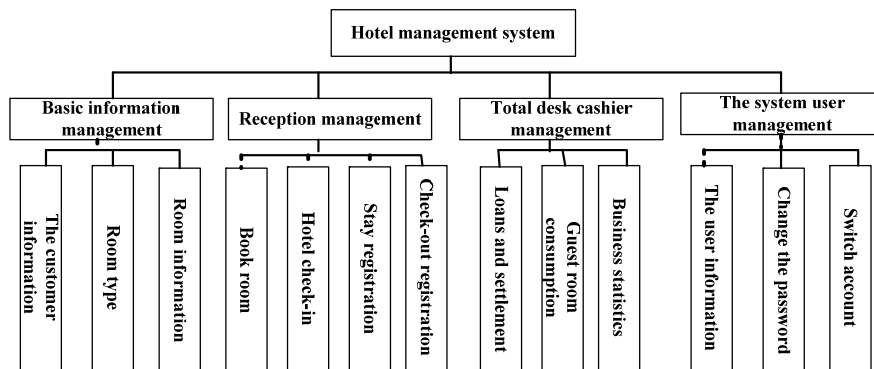 Hotel management system
Basic information
management
Reception management
Total desk cashier
management
The system user
management
The customer
information
Room type
Room information
Book room
Hotel check-in
Stay registration
Check-out registration
Loans and settlement
Guest room
consumption
Business statistics
The user information
Change the password
Switch account